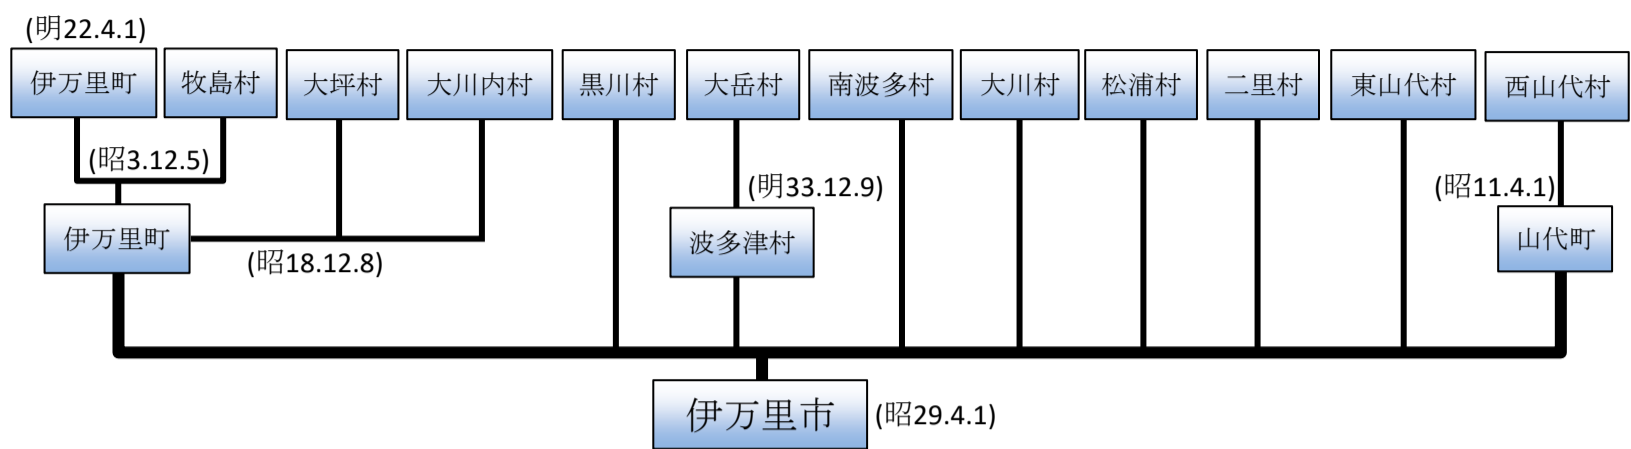 (明22.4.1)
伊万里町
牧島村
大坪村
大川内村
黒川村
大岳村
南波多村
大川村
松浦村
二里村
東山代村
西山代村
(昭3.12.5)
(明33.12.9)
(昭11.4.1)
伊万里町
(昭18.12.8)
波多津村
山代町
伊万里市
(昭29.4.1)